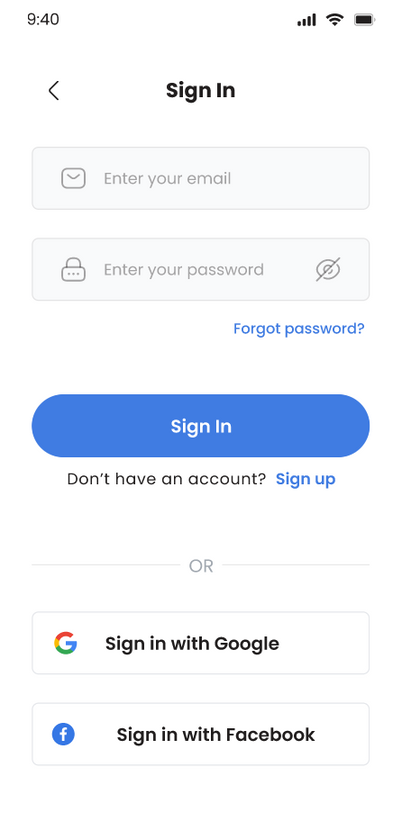 9:40
Sign In
Enter your email
Enter your password
Forgot password?
Sign In
Don't have an account? Sign up
OR
Sign in with Google
Sign in with Facebook